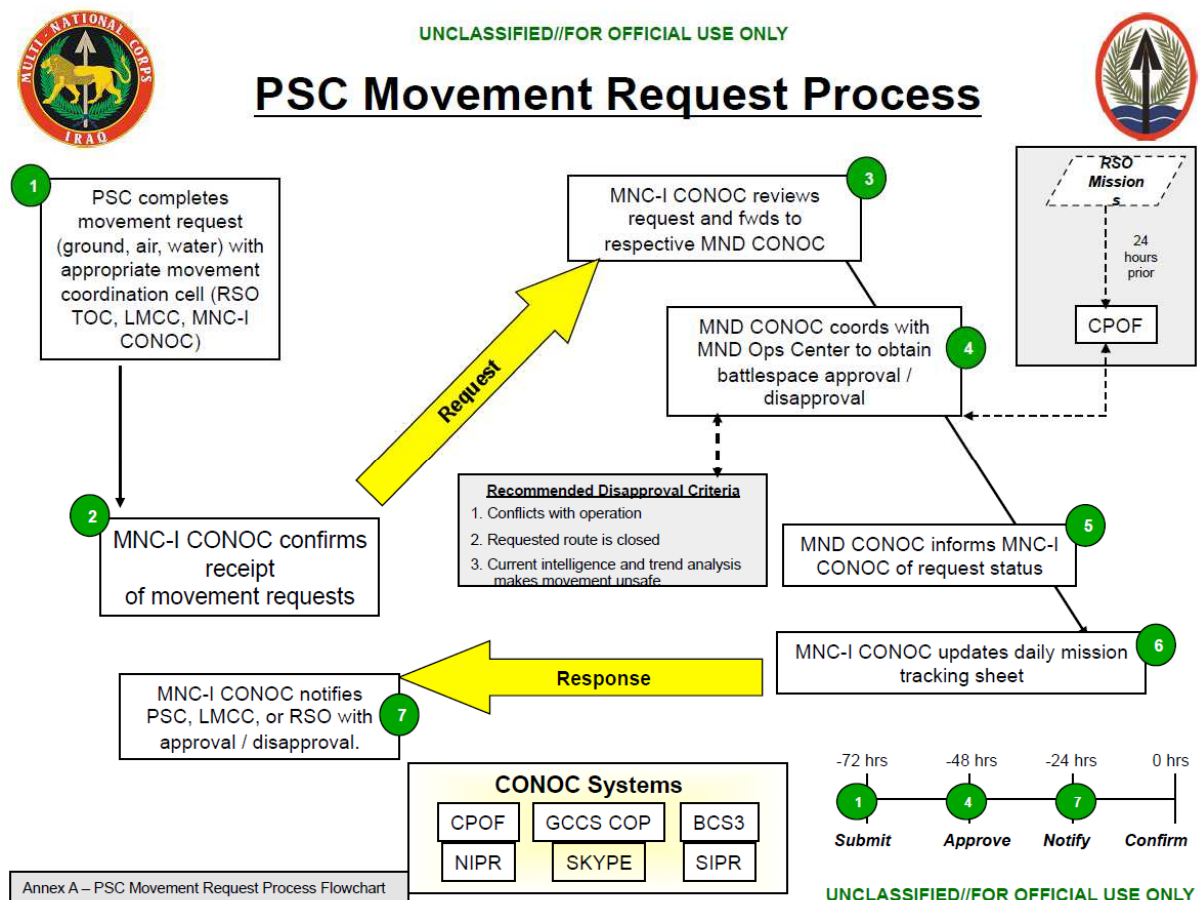 UNCLASSIFIED//FOR OFFICIAL USE ONLY
MULTI-NATIONAL CORPS
IRAQ
PSC Movement Request Process
1
PSC completes
movement request
(ground, air, water) with
appropriate movement
coordination cell (RSO
TOC, LMCC, MNC-I
CONOC)
2
MNC-I CONOC confirms
receipt
of movement requests
Request
3
MNC-I CONOC reviews
request and fwds to
respective MND CONOC
4
MND CONOC coords with
MND Ops Center to obtain
battlespace approval /
disapproval
RSO
Mission
s
24
hours
prior
CPOF
Recommended Disapproval Criteria
1. Conflicts with operation
2. Requested route is closed
3. Current intelligence and trend analysis
makes movement unsafe
5
MND CONOC informs MNC-I
CONOC of request status
6
MNC-I CONOC updates daily mission
tracking sheet
Response
7
MNC-I CONOC notifies
PSC, LMCC, or RSO with
approval / disapproval.
CONOC Systems
CPOF GCCS COP BCS3
NIPR SKYPE SIPR
-72 hrs -48 hrs -24 hrs 0 hrs
1 4 7
Submit Approve Notify Confirm
Annex A – PSC Movement Request Process Flowchart
UNCLASSIFIED//FOR OFFICIAL USE ONLY